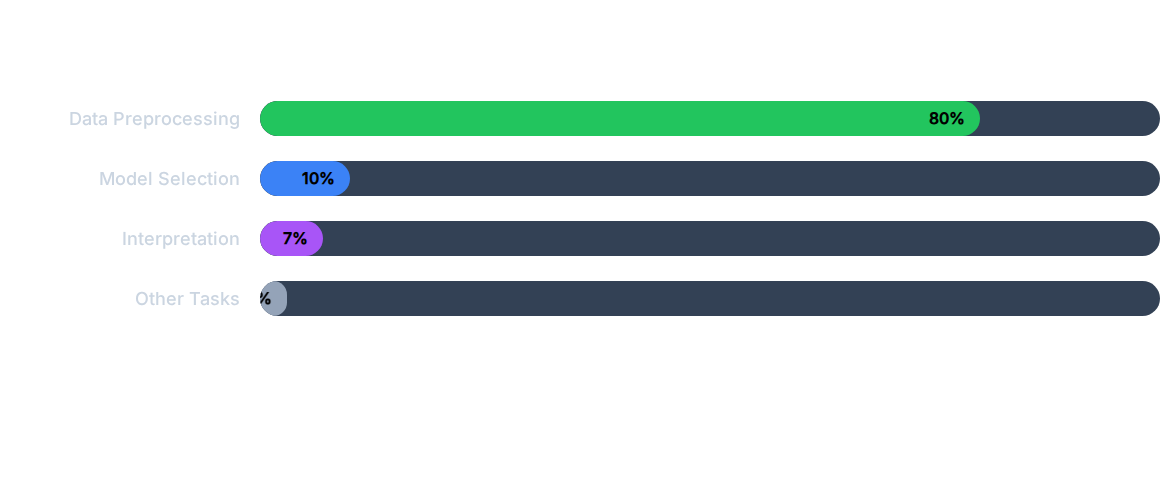 Data Preprocessing 80%
Model Selection 10%
Interpretation 7%
Other Tasks %